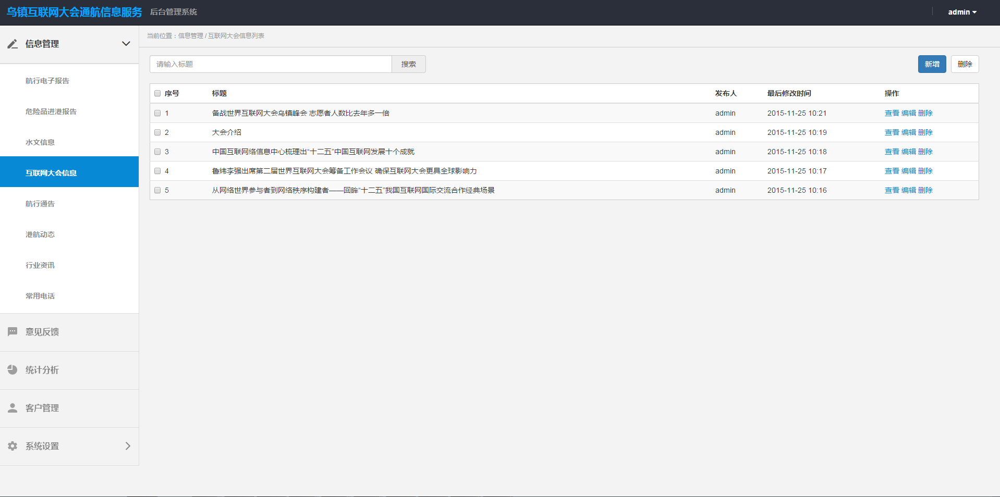 乌镇互联网大会通航信息服务 后台管理系统 admin
信息管理
航行电子报告
危险品进港报告
水文信息
互联网大会信息
航行通告
港航动态
行业资讯
常用电话
意见反馈
统计分析
客户管理
系统设置
当前位置：信息管理 / 互联网大会信息列表
请输入标题 搜索 新增 删除
序号 标题 发布人 最后修改时间 操作
1 备战世界互联网大会乌镇峰会 志愿者人数比去年多一倍 admin 2015-11-25 10:21 查看 编辑 删除
2 大会介绍 admin 2015-11-25 10:19 查看 编辑 删除
3 中国互联网络信息中心梳理出“十二五”中国互联网发展十个成就 admin 2015-11-25 10:18 查看 编辑 删除
4 鲁炜李强出席第二届世界互联网大会筹备工作会议 确保互联网大会更具全球影响力 admin 2015-11-25 10:17 查看 编辑 删除
5 从网络世界参与者到网络秩序构建者——回眸“十二五”我国互联网国际交流合作经典场景 admin 2015-11-25 10:16 查看 编辑 删除